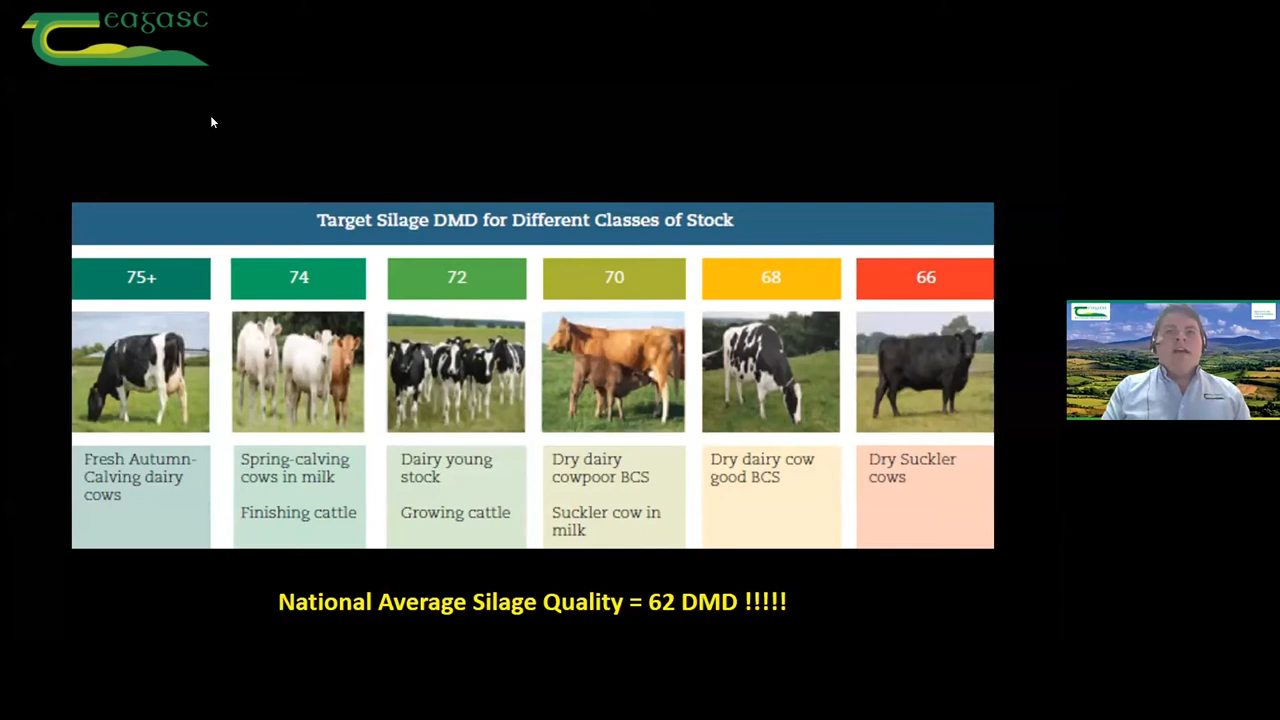 eagasc
Target Silage DMD for Different Classes of Stock
75+
74
72
70
68
66
Fresh Autumn-
Calving dairy
cows
Spring-calving
cows in milk
Finishing cattle
Dairy young
stock
Growing cattle
Dry dairy
cowpoor BCS
Suckler cow in
milk
Dry dairy cow
good BCS
Dry Suckler
cows
National Average Silage Quality = 62 DMD !!!!!